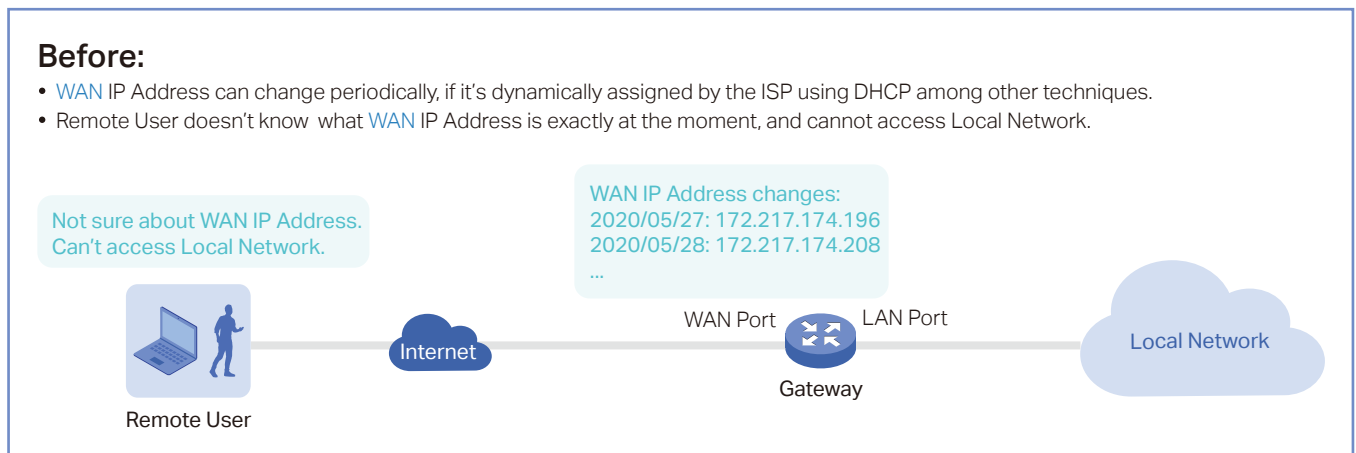 Before:
• WAN IP Address can change periodically, if it's dynamically assigned by the ISP using DHCP among other techniques.
• Remote User doesn't know what WAN IP Address is exactly at the moment, and cannot access Local Network.
Not sure about WAN IP Address.
Can't access Local Network.
WAN IP Address changes:
2020/05/27: 172.217.174.196
2020/05/28: 172.217.174.208
...
WAN Port
LAN Port
Internet
Local Network
Gateway
Remote User